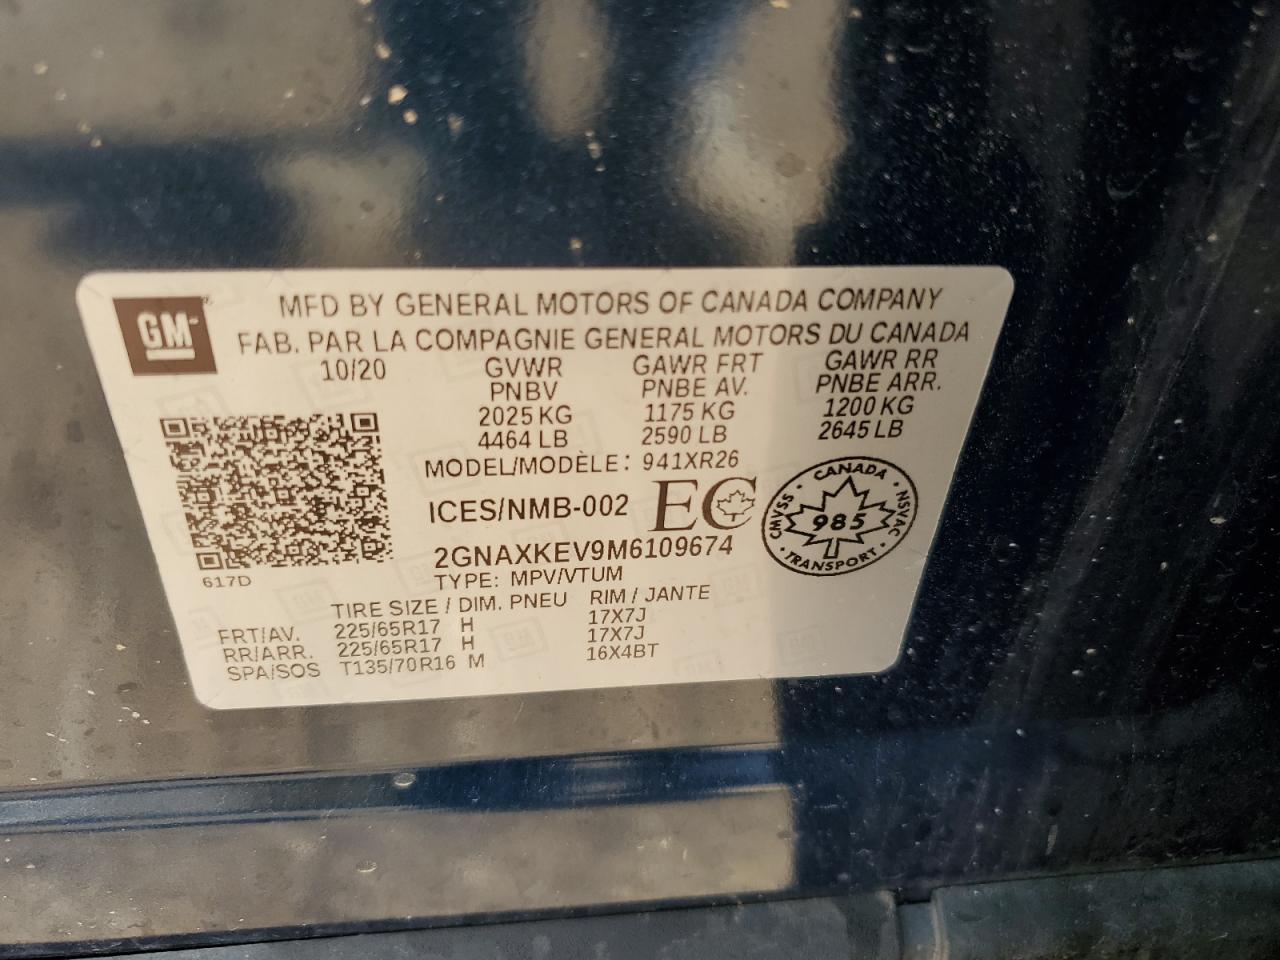 GM
MFD BY GENERAL MOTORS OF CANADA COMPANY
FAB. PAR LA COMPAGNIE GENERAL MOTORS DU CANADA
10/20 GVWR GAWR FRT GAWR RR
PNBV PNBE AV. PNBE ARR.
2025 KG 1175 KG 1200 KG
4464 LB 2590 LB 2645 LB
MODEL/MODÈLE: 941XR26
ICES/NMB-002 EC
2GNAXKEV9M6109674
CANADA
CMVSS 985 NSVAC
TRANSPORT
617D
TYPE: MPV/VTUM
TIRE SIZE / DIM. PNEU RIM / JANTE
FRT/AV. 225/65R17 H 17X7J
RR/ARR. 225/65R17 H 17X7J
SPA/SOS T135/70R16 M 16X4BT